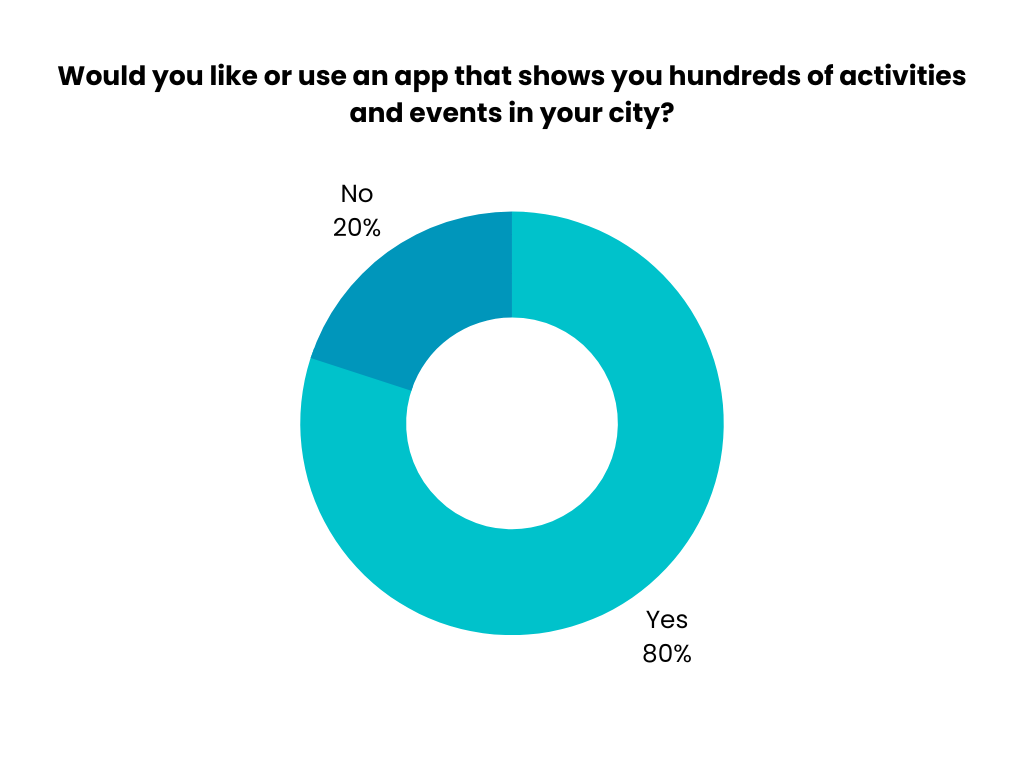 Would you like or use an app that shows you hundreds of activities
and events in your city?
No
20%
Yes
80%